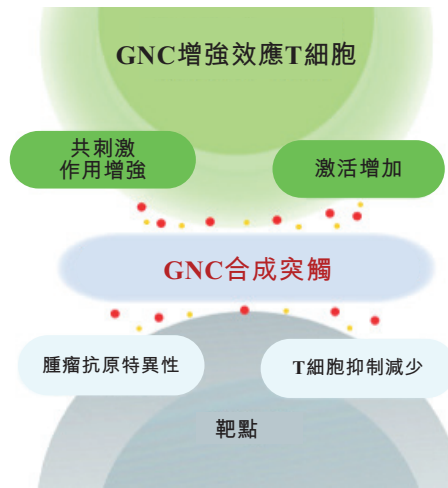 GNC增強效應T細胞
共刺激
作用增強
激活增加
GNC合成突觸
腫瘤抗原特異性
T細胞抑制減少
靶點